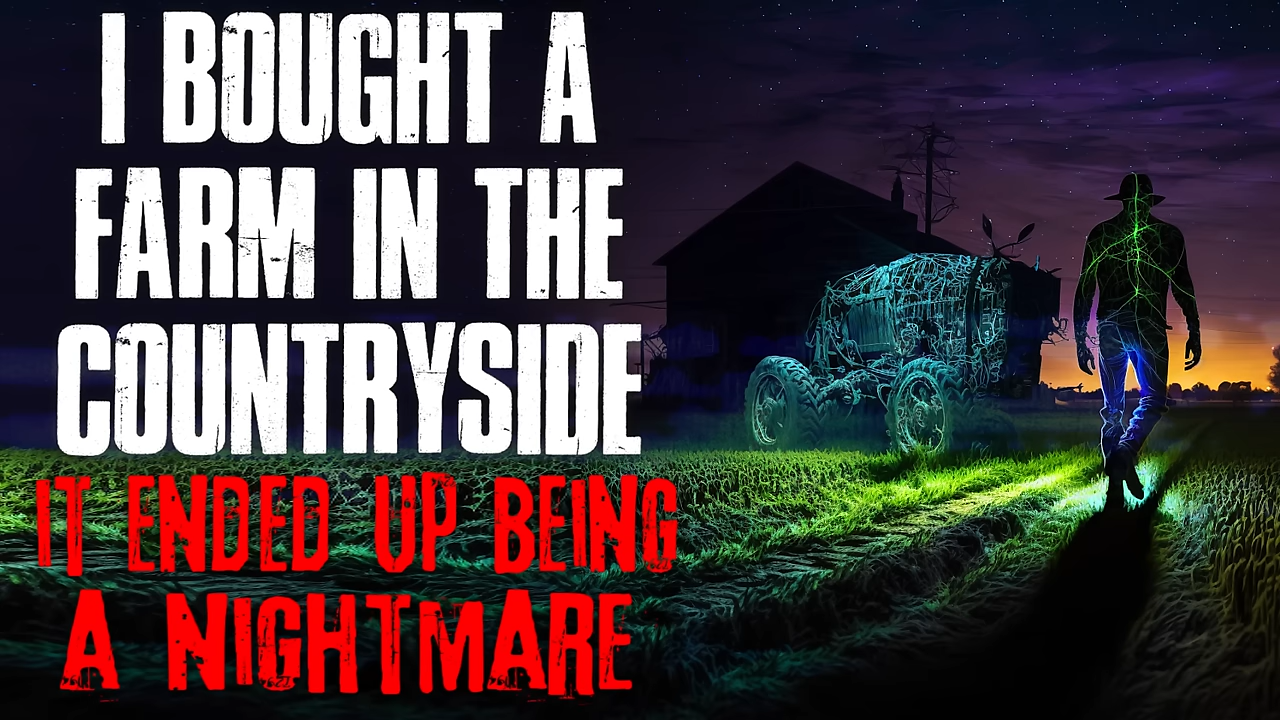 I BOUGHT A
FARM IN THE
COUNTRYSIDE
IT ENDED UP BEING
A NIGHTMARE